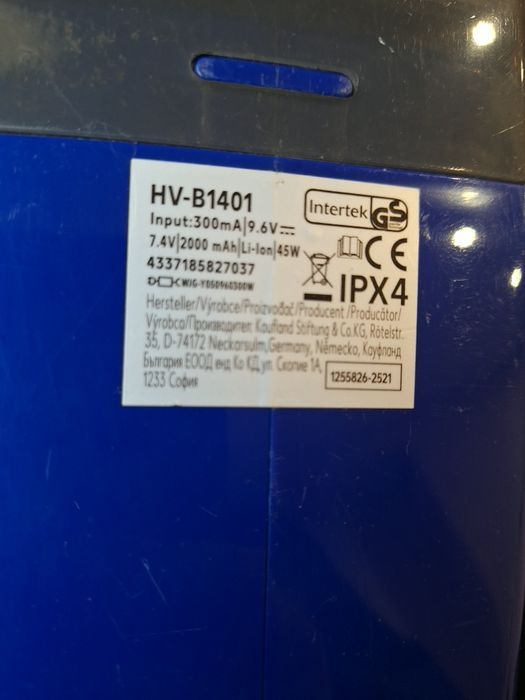 HV-B1401
Intertek GS
Input:300mA|9.6V
7.4V|2000 mAh|Li-Ion|45W
CE
4337185827037
WJG-Y050960300W
IPX4
Hersteller/Výrobce/Proizvođač/Producent/Producător/
Výrobca/Производител: Kaufland Stiftung & Co.KG, Rötelstr.
35, D-74172 Neckarsulm,Germany, Německo, Кауфланд
България ЕООД енд Ко КД,ул. Скопие 1А,
1233 София
1255826-2521